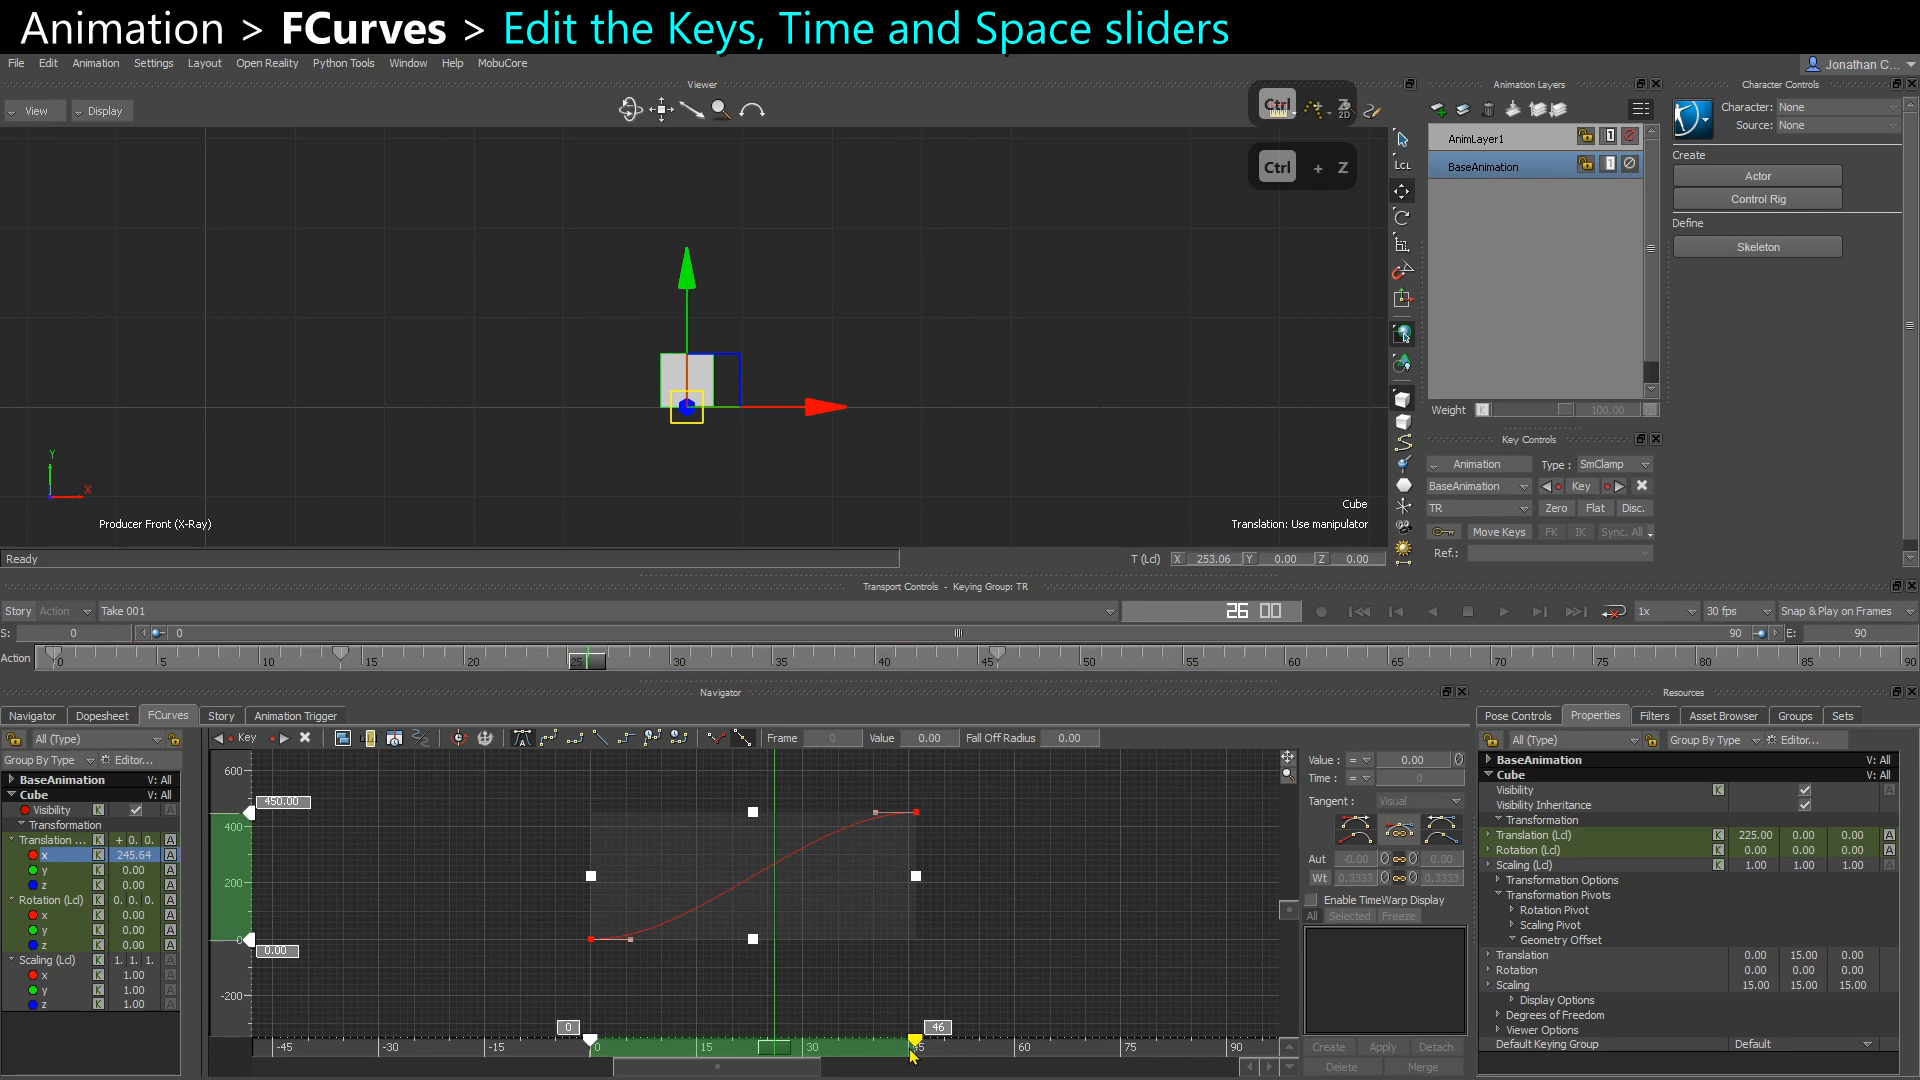 Animation > FCurves > Edit the Keys, Time and Space sliders
File Edit Animation Settings Layout Open Reality Python Tools Window Help MobuCore
Jonathan C...
Viewer
View Display
Ctrl + Z
Ctrl + Z
2D
LCL
Y
X
Producer Front (X-Ray)
Cube
Translation: Use manipulator
Animation Layers
AnimLayer1
BaseAnimation
Weight K 100.00 A
Key Controls
Animation Type : SmClamp
BaseAnimation Key
TR Zero Flat Disc.
Move Keys FK IK Sync. All
Ref.:
Character Controls
Character: None
Source: None
Create
Actor
Control Rig
Define
Skeleton
Ready T (Lcl) X 253.06 Y 0.00 Z 0.00
Transport Controls - Keying Group: TR
Story Action Take 001 26 00 1x 30 fps Snap & Play on Frames
S: 0 0 90 E: 90
Action 0 5 10 15 25 30 35 40 45 50 55 60 65 70 75 80 85 90
Navigator
Navigator Dopesheet FCurves Story Animation Trigger
All (Type)
Group By Type Editor...
BaseAnimation V: All
Cube V: All
Visibility K A
Transformation
Translation ... K + 0. 0. A
x K 245.64 A
y K 0.00 A
z K 0.00 A
Rotation (Lcl) 0. 0. 0. A
x K 0.00 A
y K 0.00 A
z K 0.00 A
Scaling (Lcl) 1. 1. 1. A
x K 1.00 A
y K 1.00 A
z K 1.00 A
Key Frame 0 Value 0.00 Fall Off Radius 0.00
600
450.00
400
200
0
0.00
-200
0 46
-45 -30 -15 0 15 30 45 60 75 90
Value : = 0.00
Time : = 0
Tangent : Visual
Aut -0.00 0.00
Wt 0.3333 0.3333
Enable TimeWarp Display
All Selected Freeze
Create Apply Detach
Delete Merge
Resources
Pose Controls Properties Filters Asset Browser Groups Sets
All (Type) Group By Type Editor...
BaseAnimation V: All
Cube V: All
Visibility K A
Visibility Inheritance
Transformation
Translation (Lcl) K 225.00 0.00 0.00 A
Rotation (Lcl) K 0.00 0.00 0.00 A
Scaling (Lcl) K 1.00 1.00 1.00 A
Transformation Options
Transformation Pivots
Rotation Pivot
Scaling Pivot
Geometry Offset
Translation 0.00 15.00 0.00
Rotation 0.00 0.00 0.00
Scaling 15.00 15.00 15.00
Display Options
Degrees of Freedom
Viewer Options
Default Keying Group Default